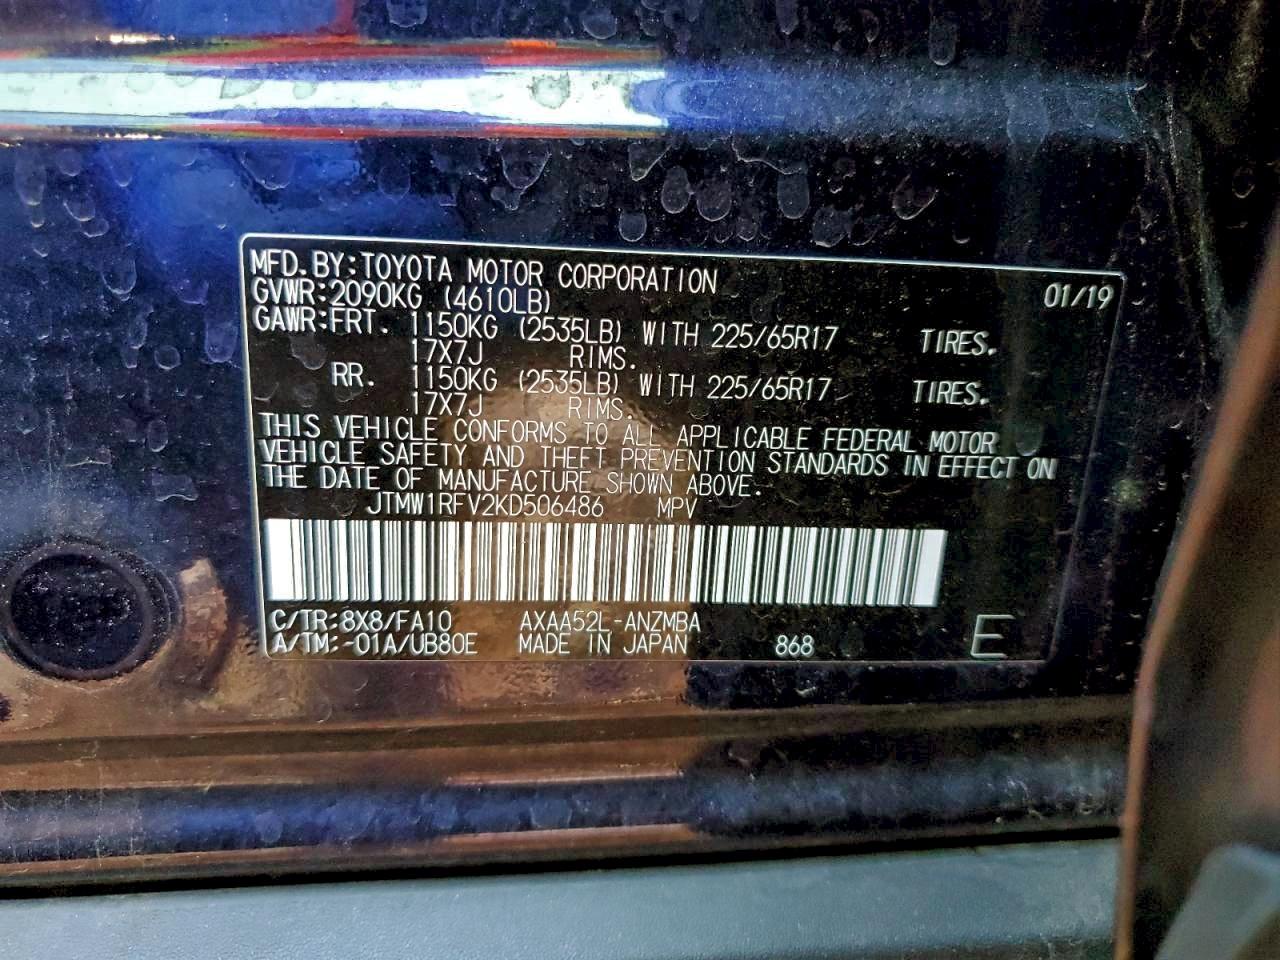 MFD.BY:TOYOTA MOTOR CORPORATION 01/19
GVWR:2090KG (4610LB)
GAWR:FRT. 1150KG (2535LB) WITH 225/65R17 TIRES.
17X7J RIMS.
RR. 1150KG (2535LB) WITH 225/65R17 TIRES.
17X7J RIMS.
THIS VEHICLE CONFORMS TO ALL APPLICABLE FEDERAL MOTOR
VEHICLE SAFETY AND THEFT PREVENTION STANDARDS IN EFFECT ON
THE DATE OF MANUFACTURE SHOWN ABOVE.
JTMW1RFV2KD506486 MPV
C/TR:8X8/FA10 AXAA52L-ANZMBA
A/TM:-01A/UB80E MADE IN JAPAN 868 E